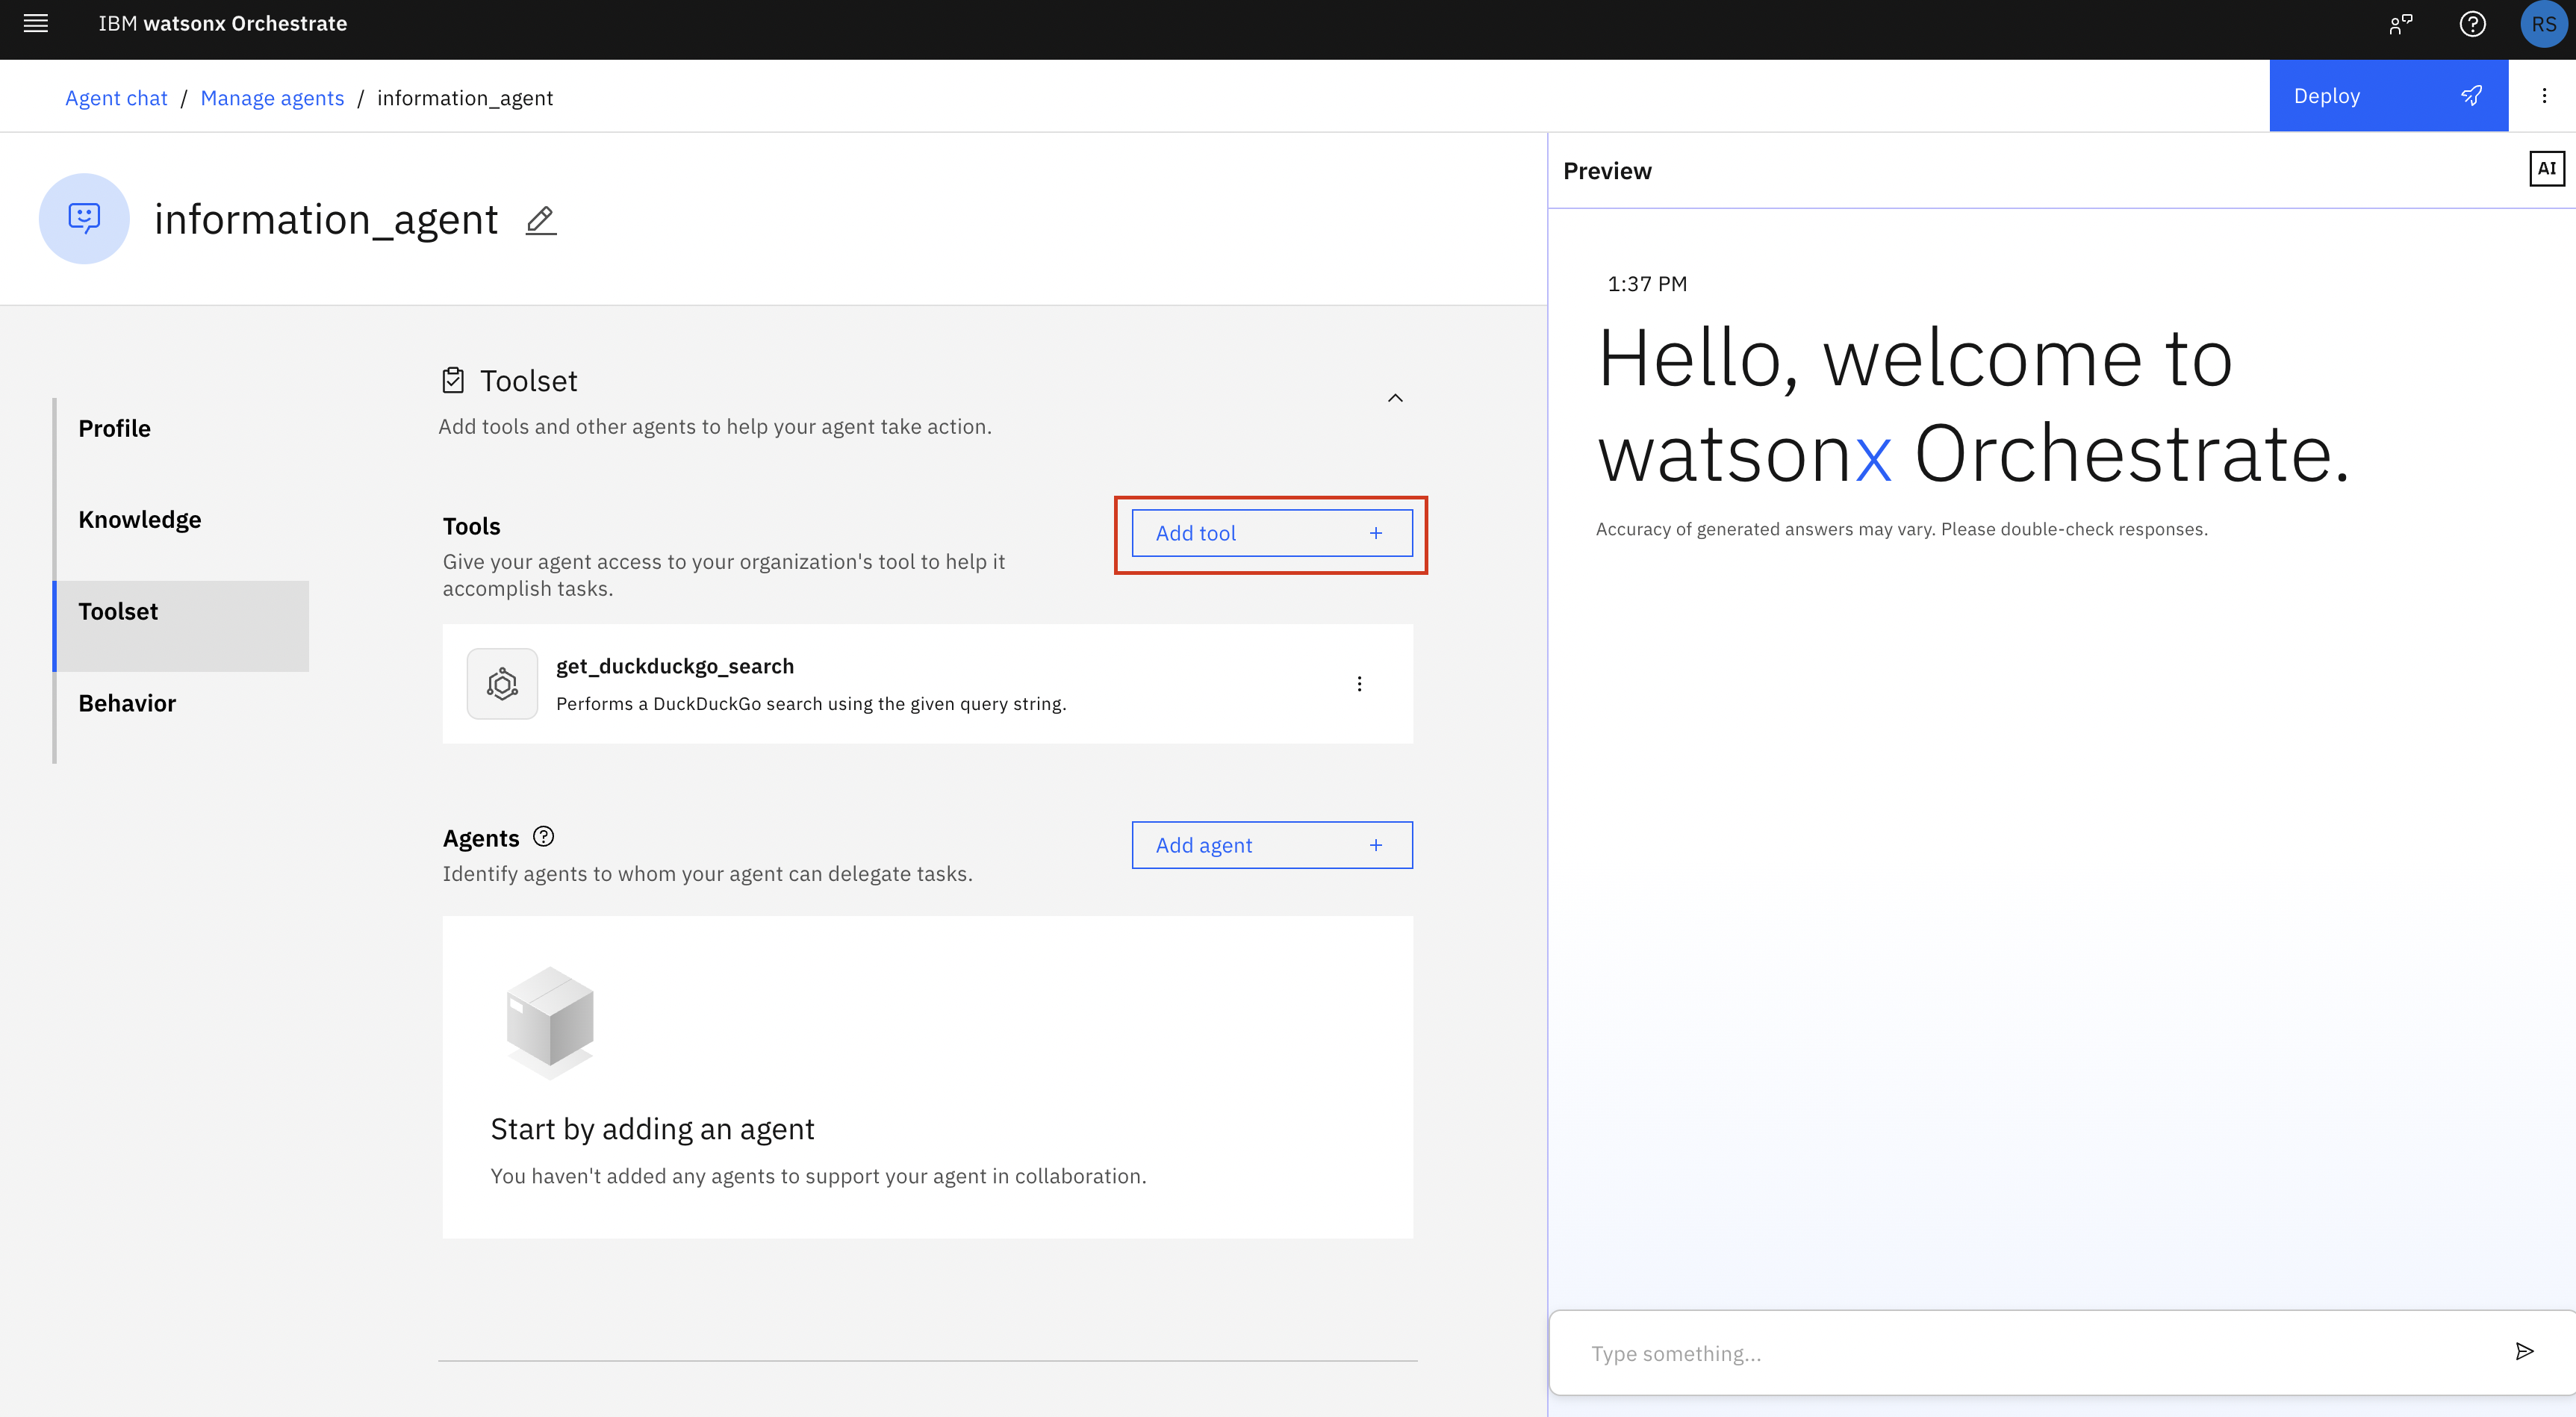 IBM watsonx Orchestrate
RS
Agent chat / Manage agents / information_agent
Deploy
information_agent
Profile
Knowledge
Toolset
Behavior
Toolset
Add tools and other agents to help your agent take action.
Tools
Add tool +
Give your agent access to your organization's tool to help it
accomplish tasks.
get_duckduckgo_search
Performs a DuckDuckGo search using the given query string.
Agents
Add agent +
Identify agents to whom your agent can delegate tasks.
Start by adding an agent
You haven't added any agents to support your agent in collaboration.
Preview
AI
1:37 PM
Hello, welcome to
watsonx Orchestrate.
Accuracy of generated answers may vary. Please double-check responses.
Type something...